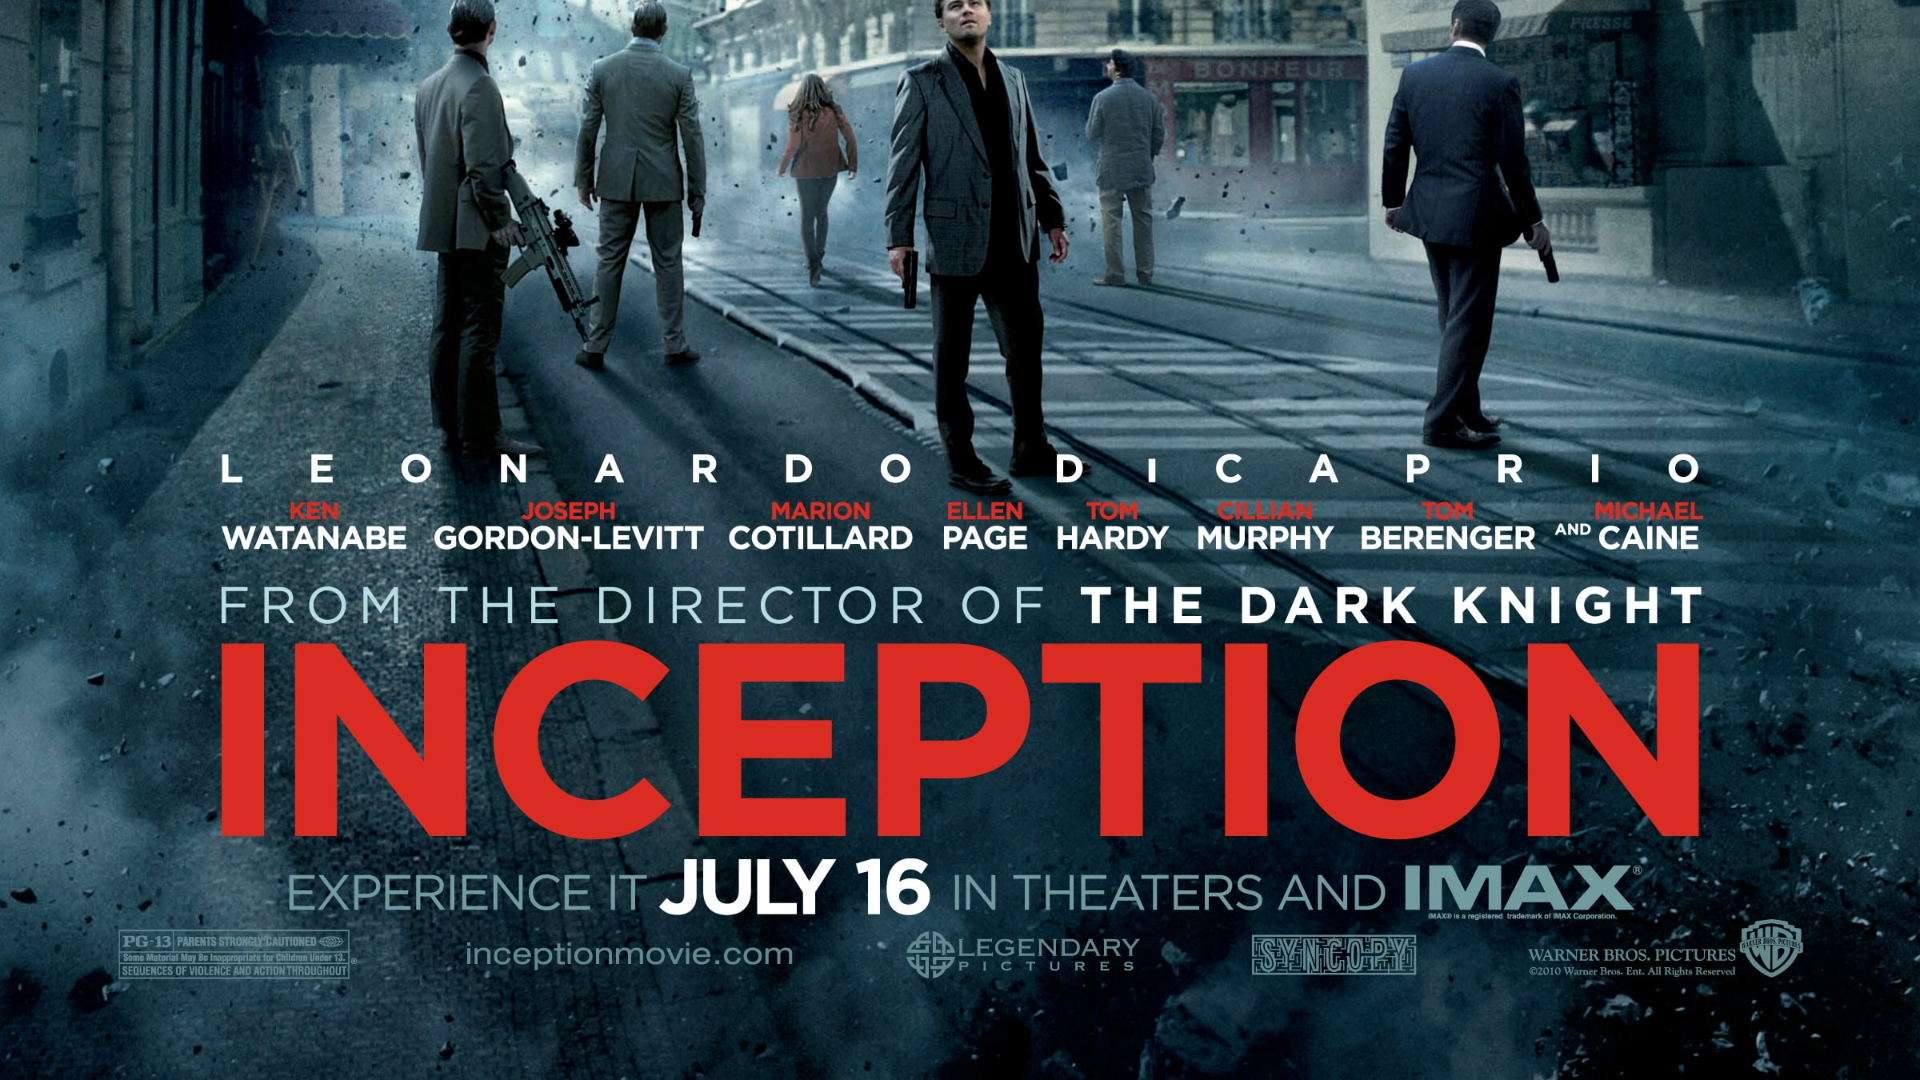 PRESSE
BONHEUR
LEONARDO DiCAPRIO
KEN WATANABE JOSEPH GORDON-LEVITT MARION COTILLARD ELLEN PAGE TOM HARDY CILLIAN MURPHY TOM BERENGER AND MICHAEL CAINE
FROM THE DIRECTOR OF THE DARK KNIGHT
INCEPTION
EXPERIENCE IT JULY 16 IN THEATERS AND IMAX®
IMAX® is a registered trademark of IMAX Corporation.
PG-13 PARENTS STRONGLY CAUTIONED
Some Material May Be Inappropriate for Children Under 13.
SEQUENCES OF VIOLENCE AND ACTION THROUGHOUT
®
inceptionmovie.com
LEGENDARY
PICTURES
SYNCOPY
WARNER BROS. PICTURES
©2010 Warner Bros. Ent. All Rights Reserved
WARNER BROS. PICTURES